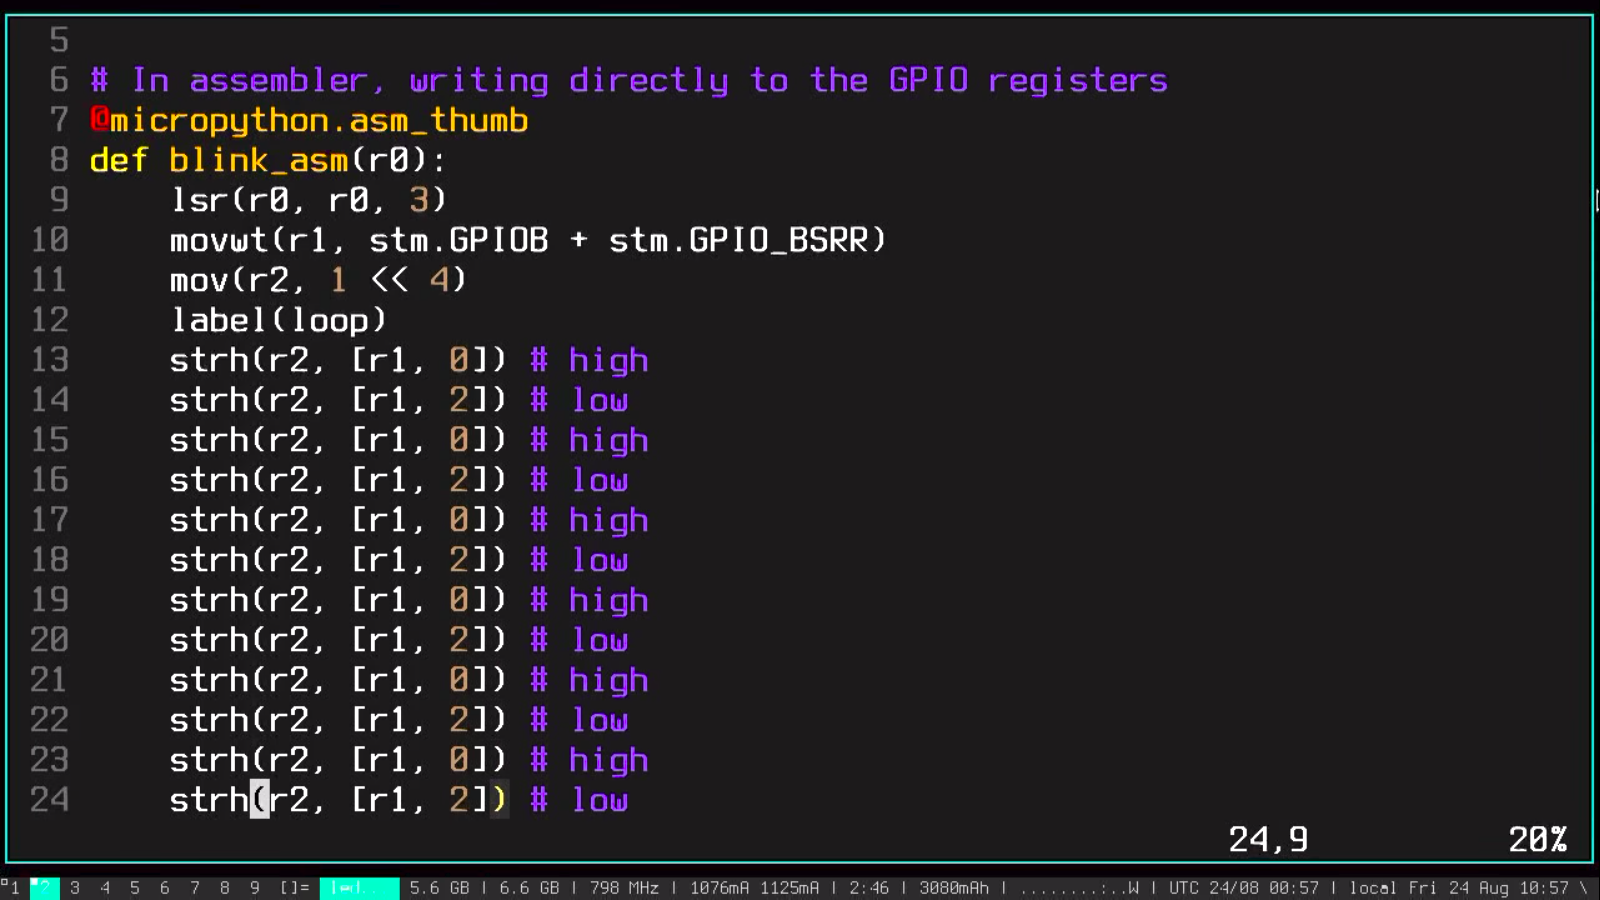 5
6 # In assembler, writing directly to the GPIO registers
7 @micropython.asm_thumb
8 def blink_asm(r0):
9     lsr(r0, r0, 3)
10     movwt(r1, stm.GPIOB + stm.GPIO_BSRR)
11     mov(r2, 1 << 4)
12     label(loop)
13     strh(r2, [r1, 0]) # high
14     strh(r2, [r1, 2]) # low
15     strh(r2, [r1, 0]) # high
16     strh(r2, [r1, 2]) # low
17     strh(r2, [r1, 0]) # high
18     strh(r2, [r1, 2]) # low
19     strh(r2, [r1, 0]) # high
20     strh(r2, [r1, 2]) # low
21     strh(r2, [r1, 0]) # high
22     strh(r2, [r1, 2]) # low
23     strh(r2, [r1, 0]) # high
24     strh(r2, [r1, 2]) # low
24,9 20%
1 2 3 4 5 6 7 8 9 []= 5.6 GB | 6.6 GB | 798 MHz | 1076mA 1125mA | 2:46 | 3080mAh | ........:..W | UTC 24/08 00:57 | local Fri 24 Aug 10:57 \